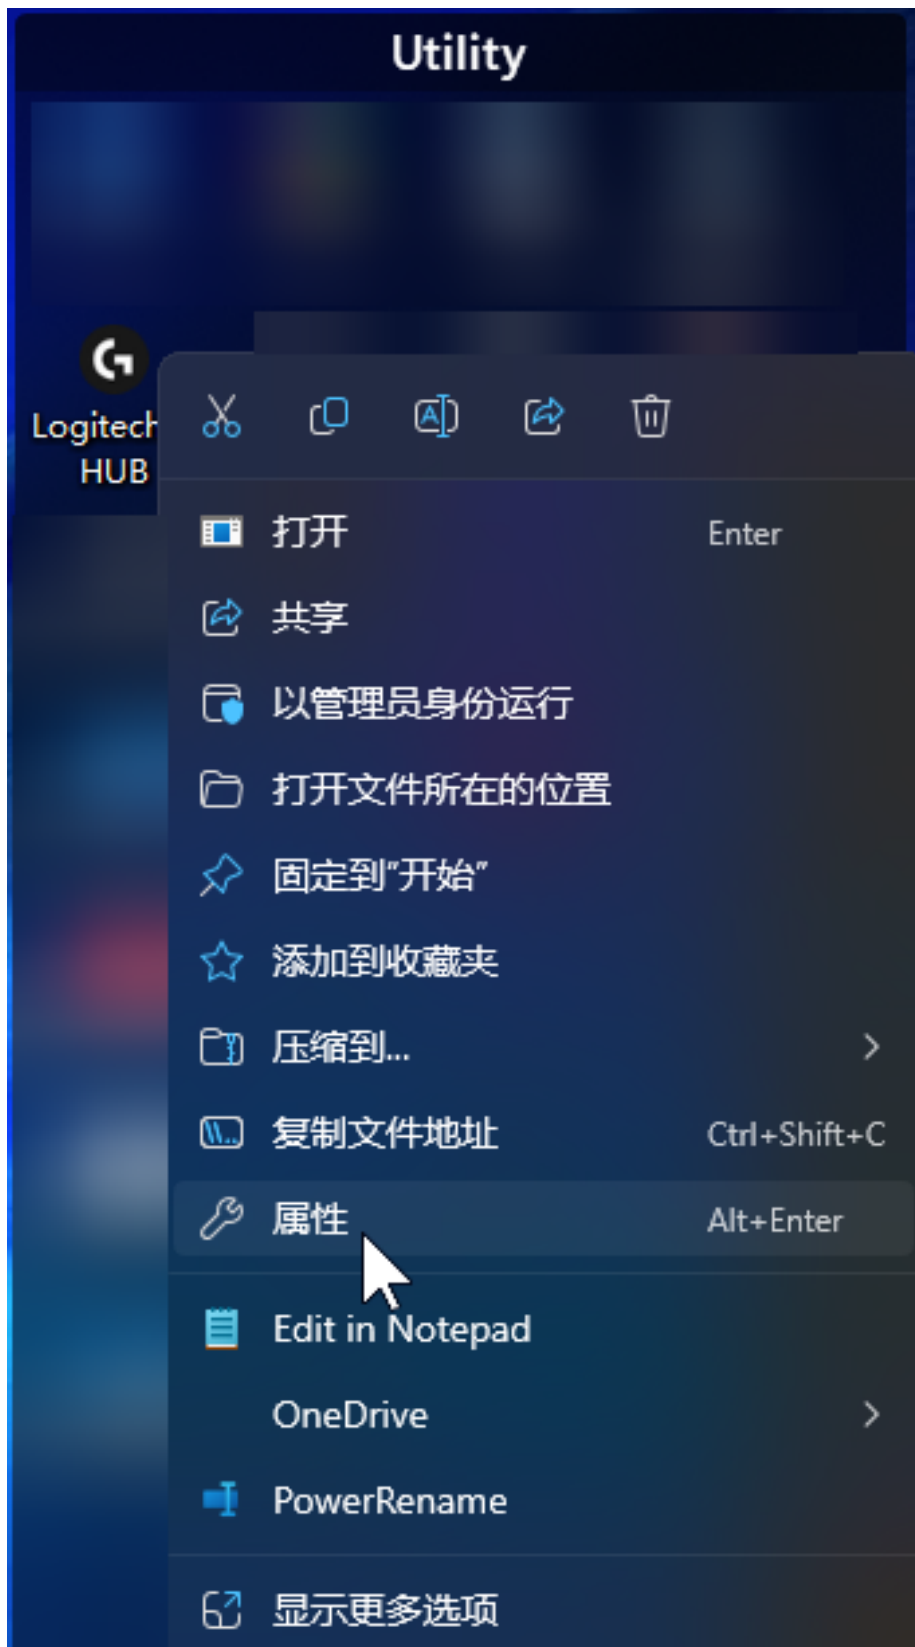 Utility
Logitech
HUB
打开 Enter
共享
以管理员身份运行
打开文件所在的位置
固定到"开始"
添加到收藏夹
压缩到...
复制文件地址 Ctrl+Shift+C
属性 Alt+Enter
Edit in Notepad
OneDrive
PowerRename
显示更多选项